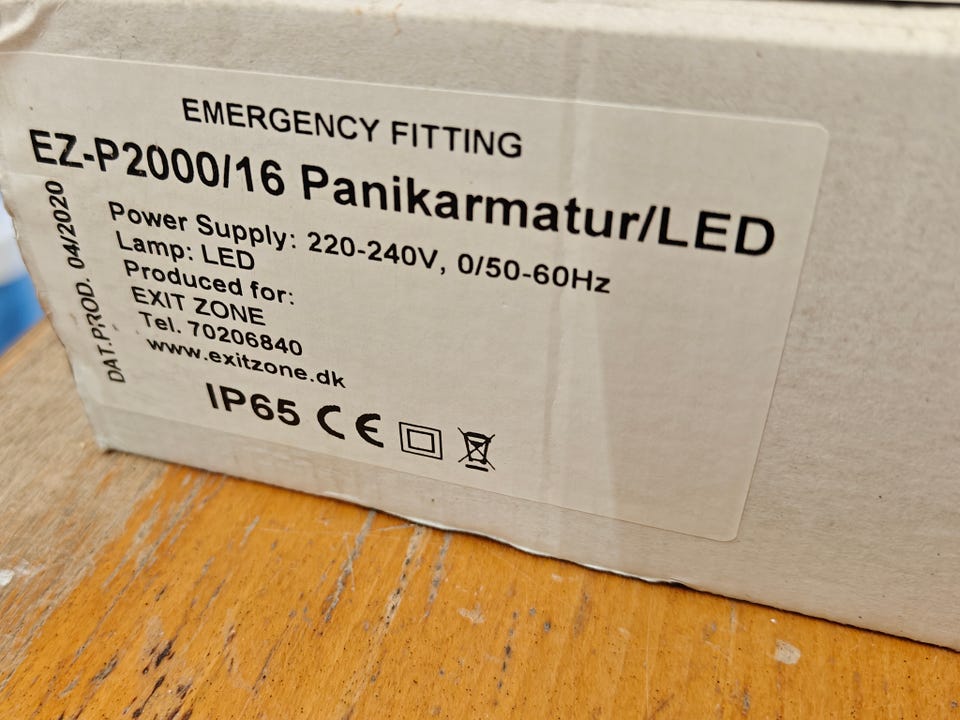 EMERGENCY FITTING
EZ-P2000/16 Panikarmatur/LED
Power Supply: 220-240V, 0/50-60Hz
Lamp: LED
Produced for:
EXIT ZONE
Tel. 70206840
www.exitzone.dk
IP65 CE
DAT.PROD. 04/2020